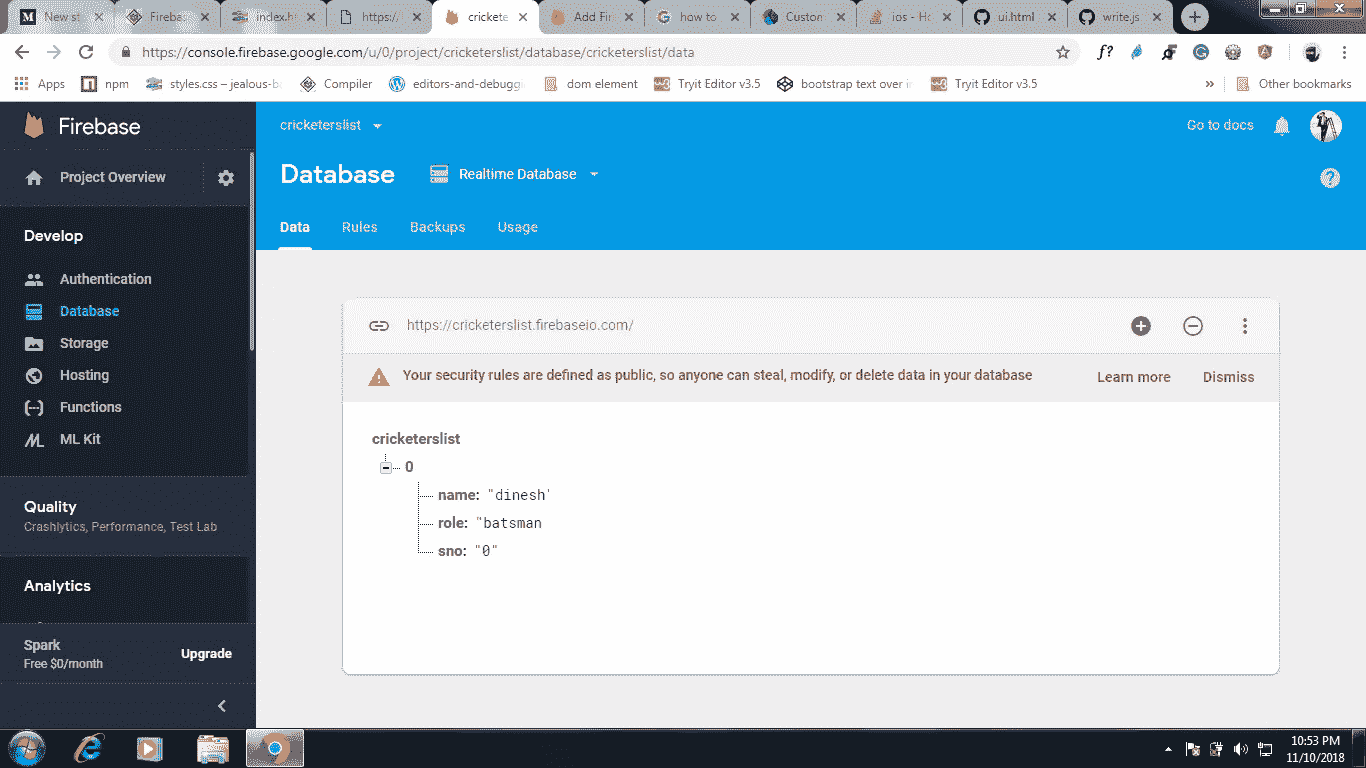 New st
Fireba
index.h
https://
crickete
Add Fir
how to
Custom
ios - Ho
ui.html
write.js
https://console.firebase.google.com/u/0/project/cricketerslist/database/cricketerslist/data
f?
Apps
npm
styles.css – jealous-b
Compiler
editors-and-debuggi
dom element
Tryit Editor v3.5
bootstrap text over i
Tryit Editor v3.5
»
Other bookmarks
Firebase
cricketerslist
Go to docs
Project Overview
Database
Realtime Database
Data
Rules
Backups
Usage
Develop
Authentication
Database
Storage
Hosting
Functions
ML Kit
https://cricketerslist.firebaseio.com/
Your security rules are defined as public, so anyone can steal, modify, or delete data in your database
Learn more
Dismiss
cricketerslist
0
name: "dinesh'
role: "batsman
sno: "0"
Quality
Crashlytics, Performance, Test Lab
Analytics
Spark
Free $0/month
Upgrade
10:53 PM
11/10/2018